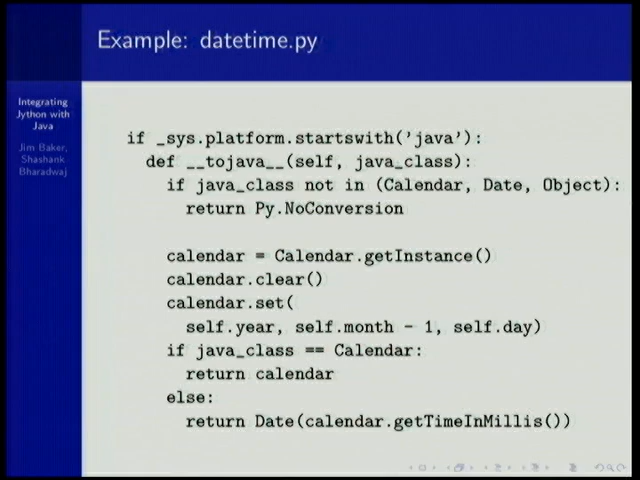 Example: datetime.py
Integrating
Jython with
Java
Jim Baker,
Shashank
Bharadwaj
if _sys.platform.startswith('java'):
def __tojava__(self, java_class):
if java_class not in (Calendar, Date, Object):
return Py.NoConversion
calendar = Calendar.getInstance()
calendar.clear()
calendar.set(
self.year, self.month - 1, self.day)
if java_class == Calendar:
return calendar
else:
return Date(calendar.getTimeInMillis())